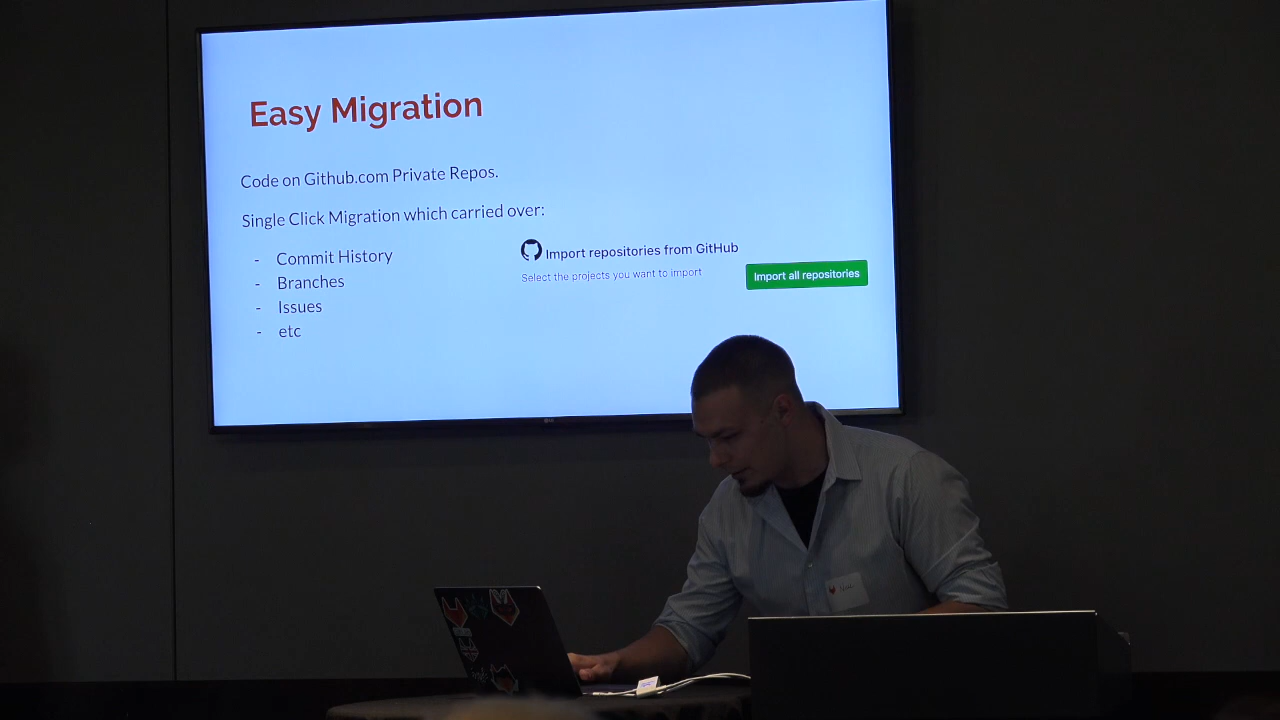 Easy Migration
Code on Github.com Private Repos.
Single Click Migration which carried over:
- Commit History
- Branches
- Issues
- etc
Import repositories from GitHub
Select the projects you want to import
Import all repositories